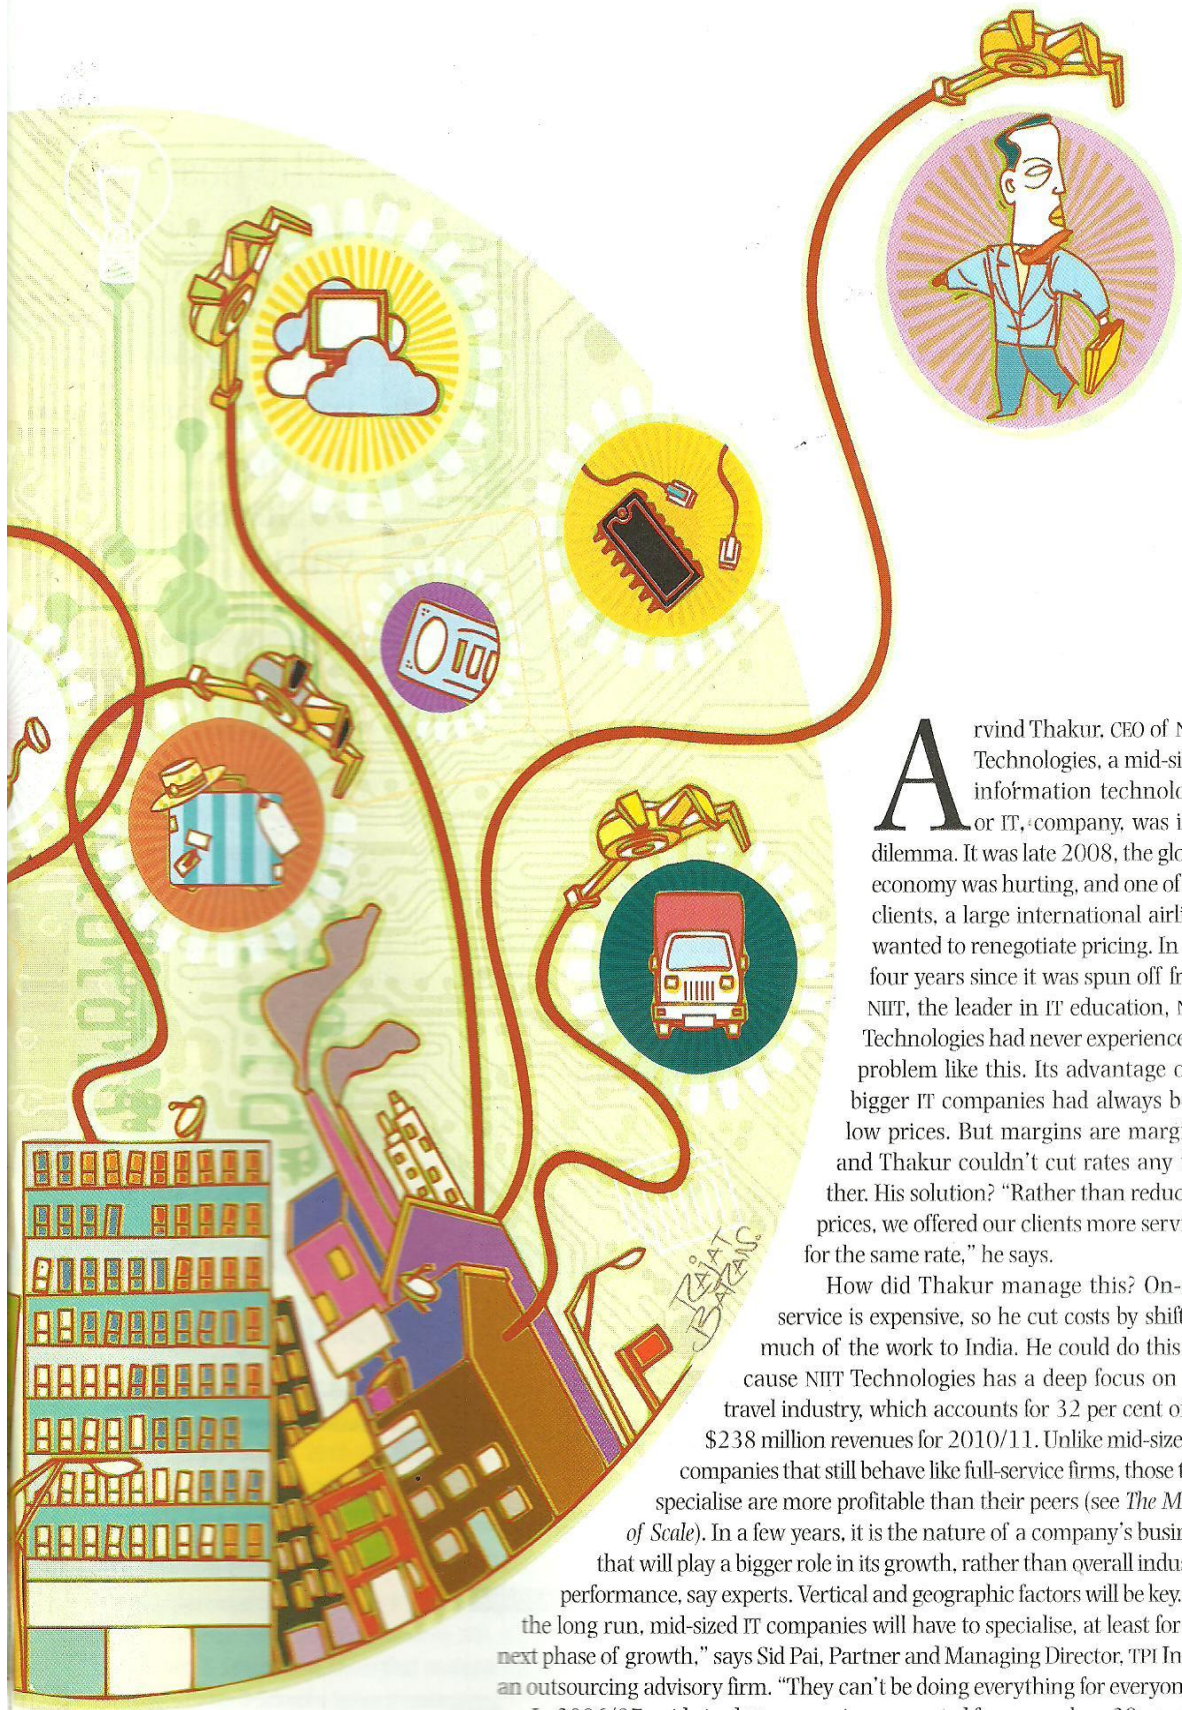 Arvind Thakur, CEO of
Technologies, a mid-si
information technolo
or IT, company, was i
dilemma. It was late 2008, the glo
economy was hurting, and one of
clients, a large international airli
wanted to renegotiate pricing. In
four years since it was spun off fr
NIIT, the leader in IT education, N
Technologies had never experience
problem like this. Its advantage o
bigger IT companies had always b
low prices. But margins are marg
and Thakur couldn't cut rates any
ther. His solution? "Rather than reduc
prices, we offered our clients more serv
for the same rate," he says.
How did Thakur manage this? On-
service is expensive, so he cut costs by shift
much of the work to India. He could do this
cause NIIT Technologies has a deep focus on
travel industry, which accounts for 32 per cent o
$238 million revenues for 2010/11. Unlike mid-size
companies that still behave like full-service firms, those t
specialise are more profitable than their peers (see The M
of Scale). In a few years, it is the nature of a company's busin
that will play a bigger role in its growth, rather than overall indu
performance, say experts. Vertical and geographic factors will be key.
the long run, mid-sized IT companies will have to specialise, at least for
next phase of growth," says Sid Pai, Partner and Managing Director, TPI In
an outsourcing advisory firm. "They can't be doing everything for everyon
RAJAT
BARAN.